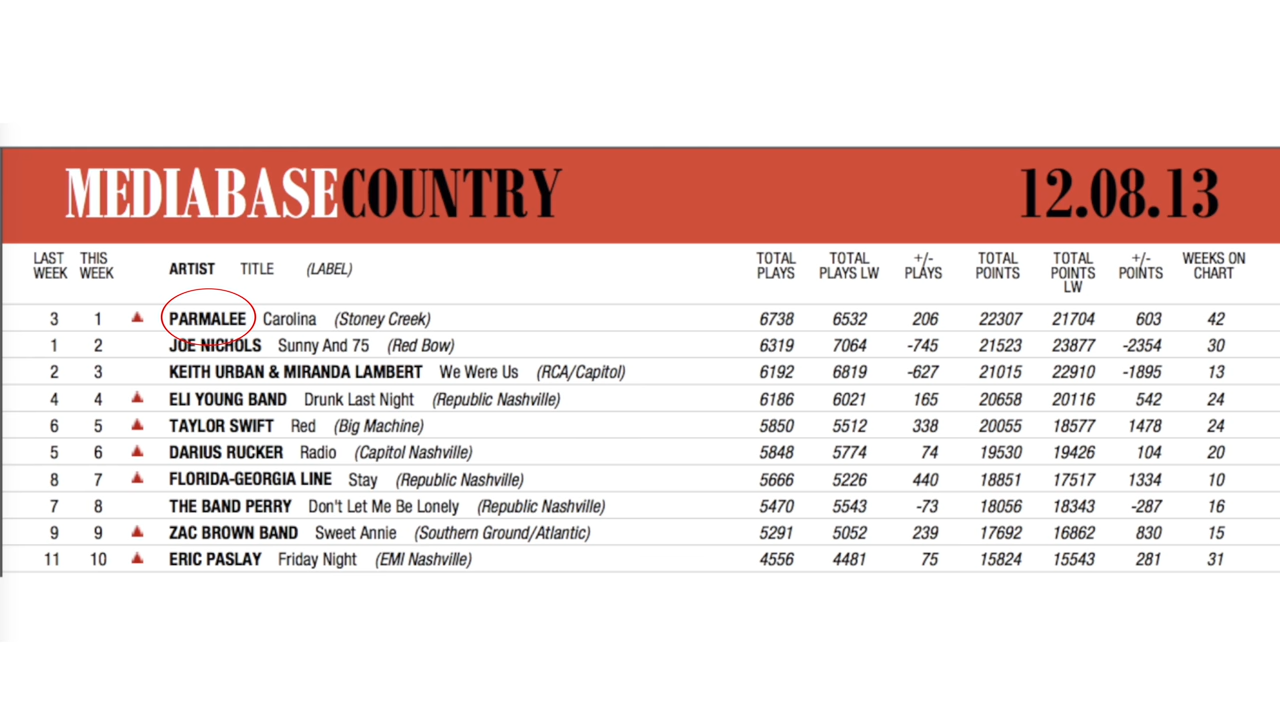 MEDIABASECOUNTRY 12.08.13
LAST WEEK THIS WEEK ARTIST TITLE (LABEL) TOTAL PLAYS TOTAL PLAYS LW +/- PLAYS TOTAL POINTS TOTAL POINTS LW +/- POINTS WEEKS ON CHART
3 1 PARMALEE Carolina (Stoney Creek) 6738 6532 206 22307 21704 603 42
1 2 JOE NICHOLS Sunny And 75 (Red Bow) 6319 7064 -745 21523 23877 -2354 30
2 3 KEITH URBAN & MIRANDA LAMBERT We Were Us (RCA/Capitol) 6192 6819 -627 21015 22910 -1895 13
4 4 ELI YOUNG BAND Drunk Last Night (Republic Nashville) 6186 6021 165 20658 20116 542 24
6 5 TAYLOR SWIFT Red (Big Machine) 5850 5512 338 20055 18577 1478 24
5 6 DARIUS RUCKER Radio (Capitol Nashville) 5848 5774 74 19530 19426 104 20
8 7 FLORIDA-GEORGIA LINE Stay (Republic Nashville) 5666 5226 440 18851 17517 1334 10
7 8 THE BAND PERRY Don't Let Me Be Lonely (Republic Nashville) 5470 5543 -73 18056 18343 -287 16
9 9 ZAC BROWN BAND Sweet Annie (Southern Ground/Atlantic) 5291 5052 239 17692 16862 830 15
11 10 ERIC PASLAY Friday Night (EMI Nashville) 4556 4481 75 15824 15543 281 31